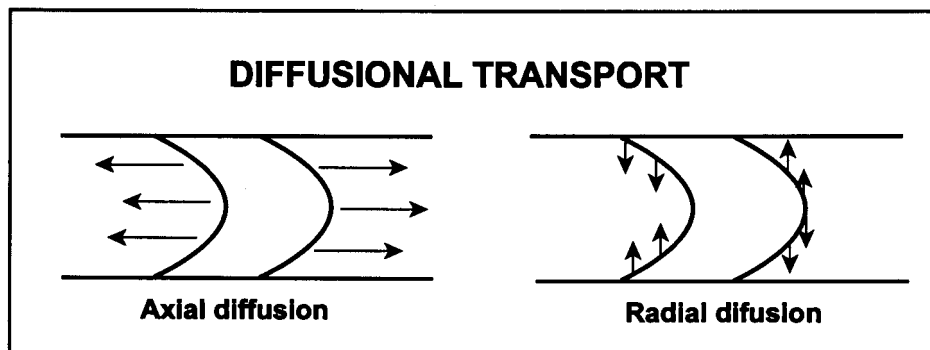 DIFFUSIONAL TRANSPORT
Axial diffusion
Radial difusion